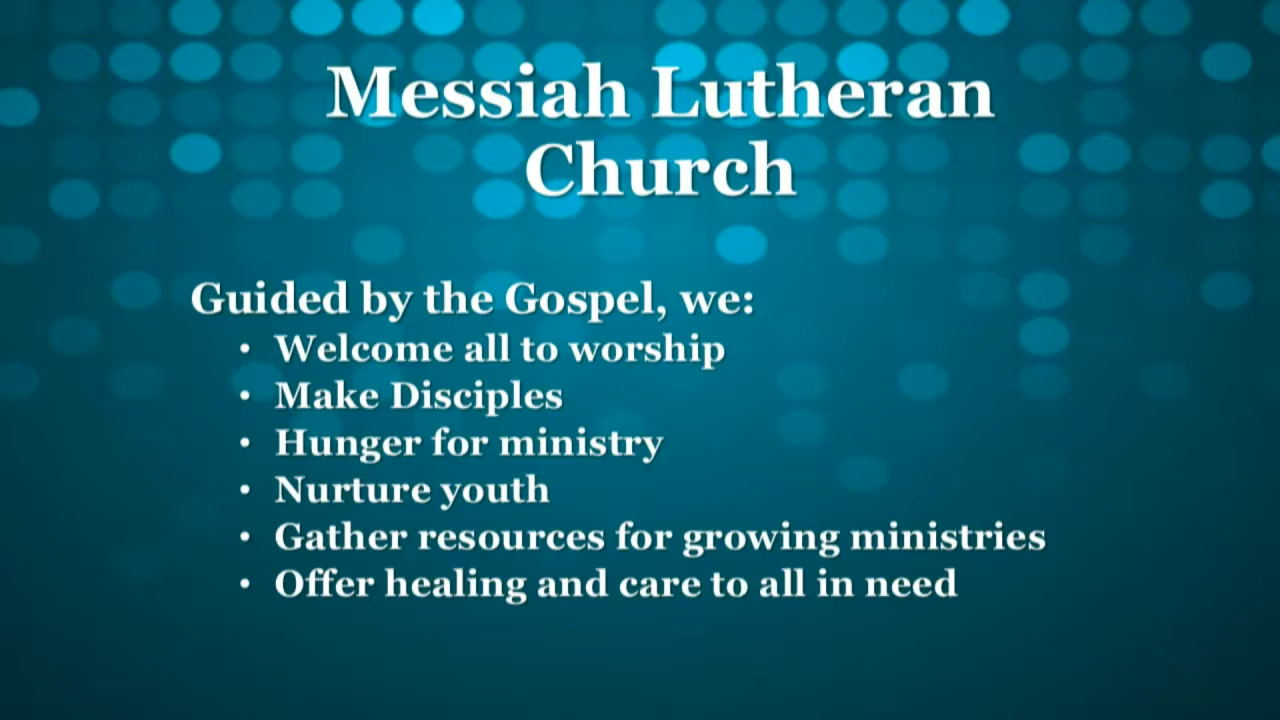 Messiah Lutheran
Church
Guided by the Gospel, we:
• Welcome all to worship
• Make Disciples
• Hunger for ministry
• Nurture youth
• Gather resources for growing ministries
• Offer healing and care to all in need